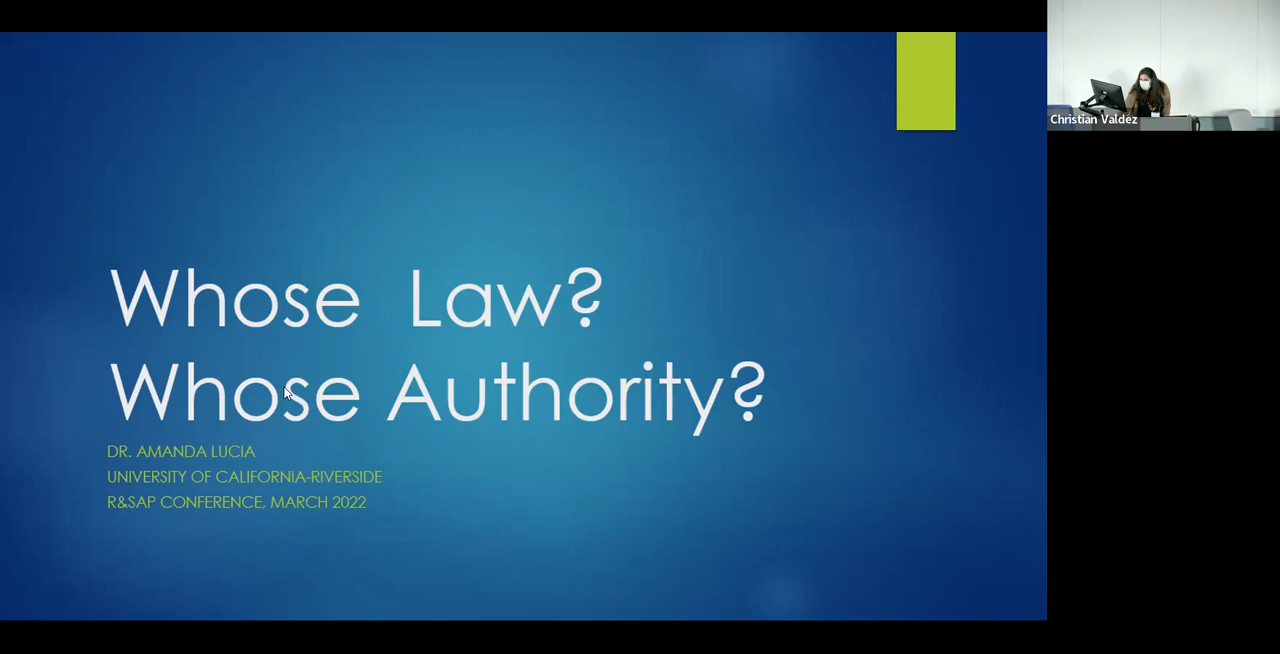 Whose Law?
Whose Authority?
DR. AMANDA LUCIA
UNIVERSITY OF CALIFORNIA-RIVERSIDE
R&SAP CONFERENCE, MARCH 2022
Christian Valdez